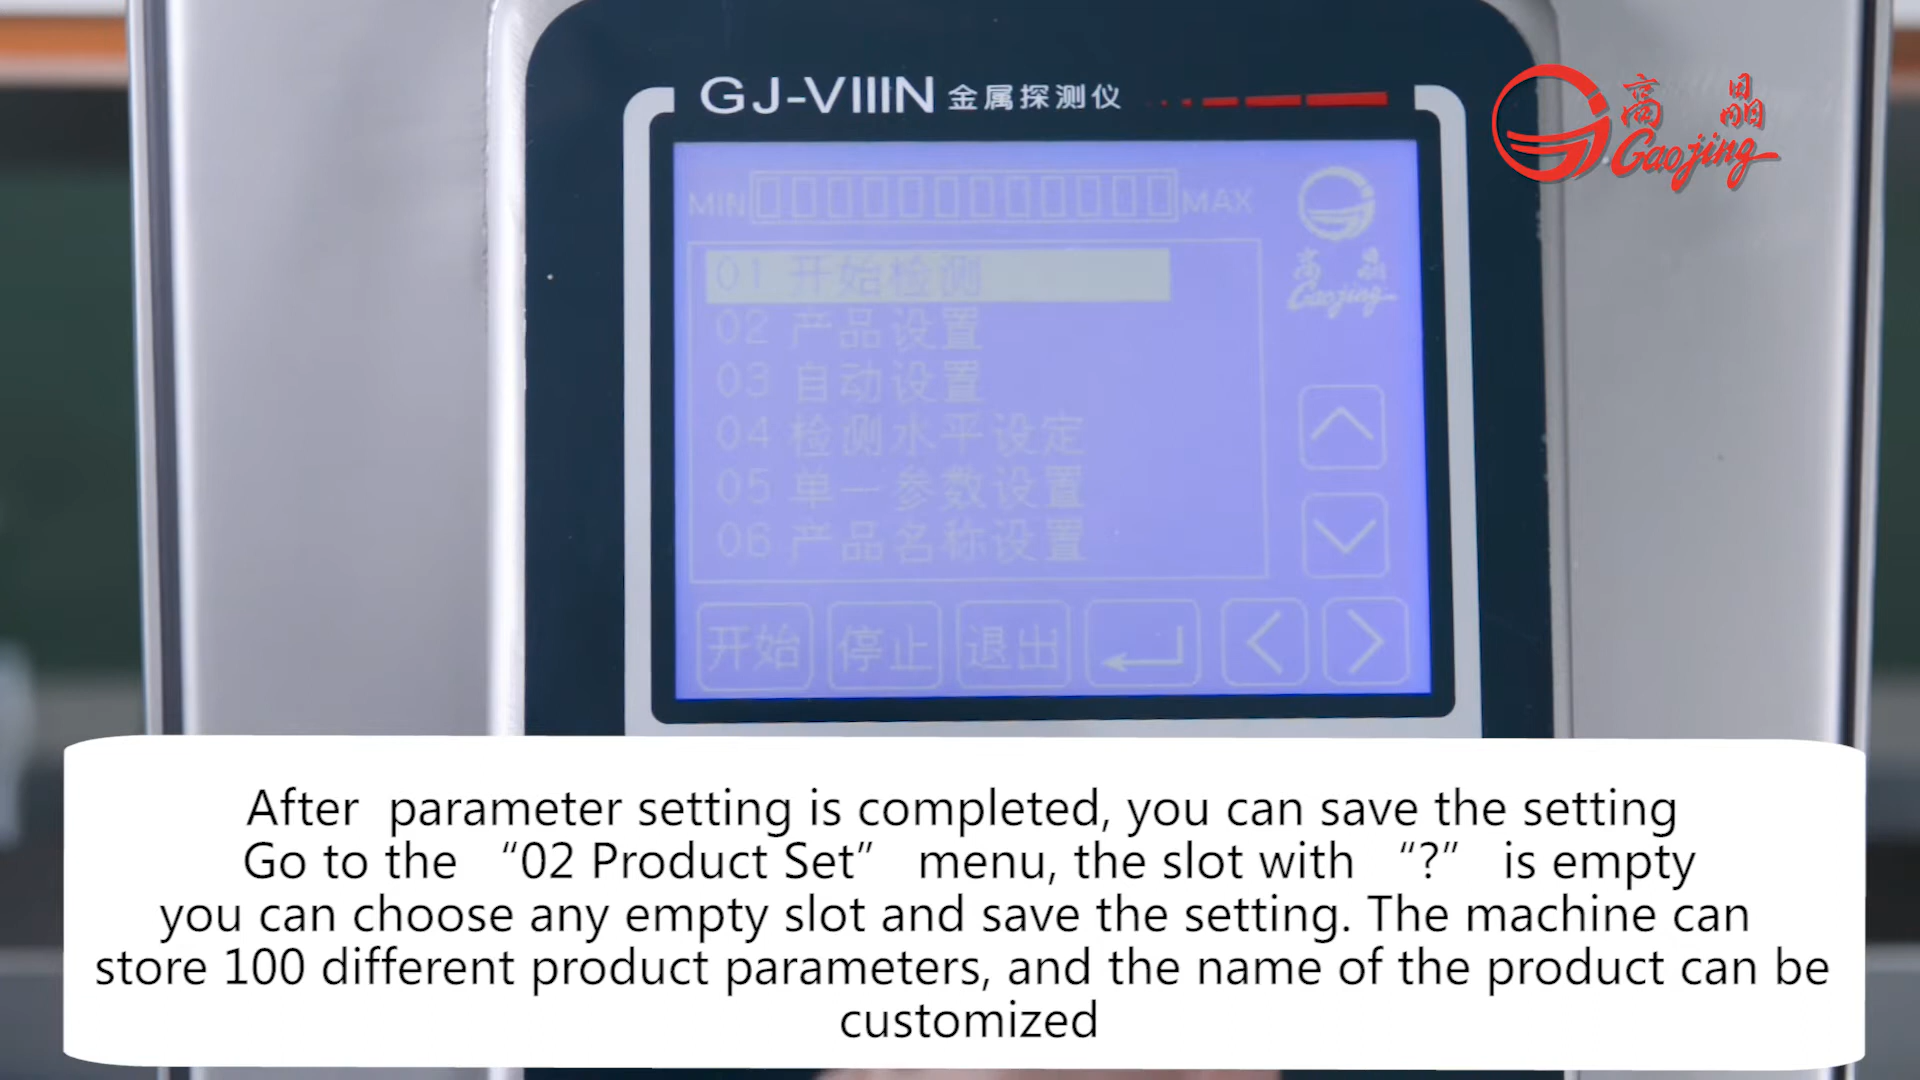 GJ-VIIIN 金属探测仪
高晶
Gaojing
MIN MAX
高晶
Gaojing
01 开始检测
02 产品设置
03 自动设置
04 检测水平设定
05 单一参数设置
06 产品名称设置
开始 停止 退出
After parameter setting is completed, you can save the setting
Go to the “02 Product Set” menu, the slot with “?” is empty
you can choose any empty slot and save the setting. The machine can
store 100 different product parameters, and the name of the product can be
customized